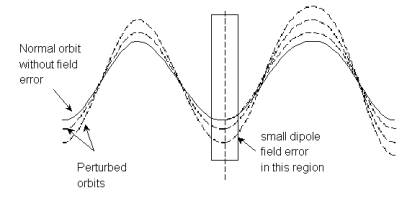 Normal orbit
without field
error
small dipole
field error
in this region
Perturbed
orbits